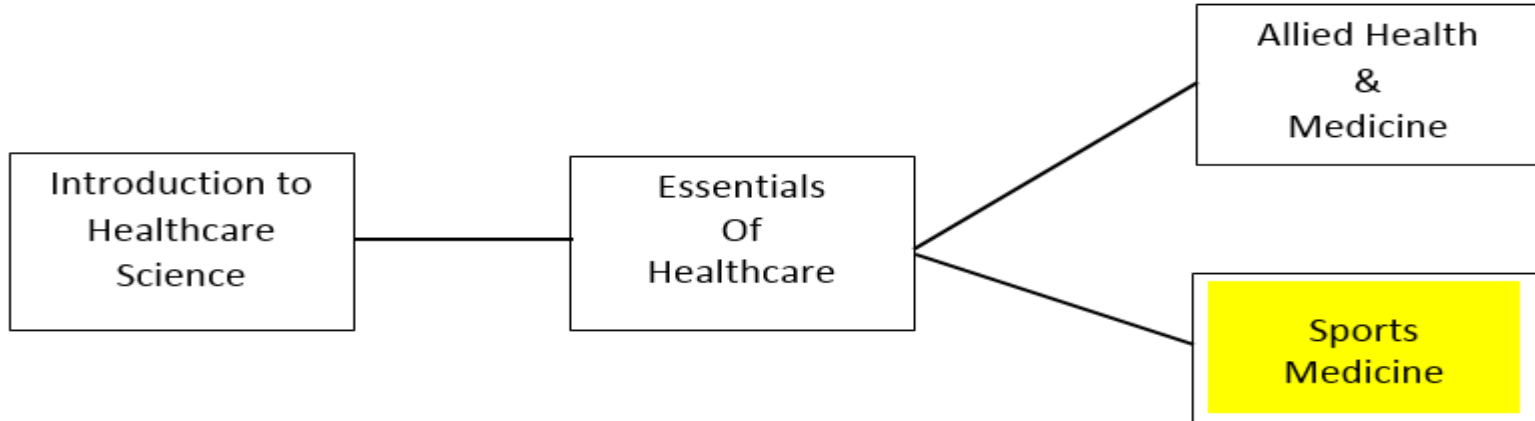 Introduction to
Healthcare
Science
Essentials
Of
Healthcare
Allied Health
&
Medicine
Sports
Medicine